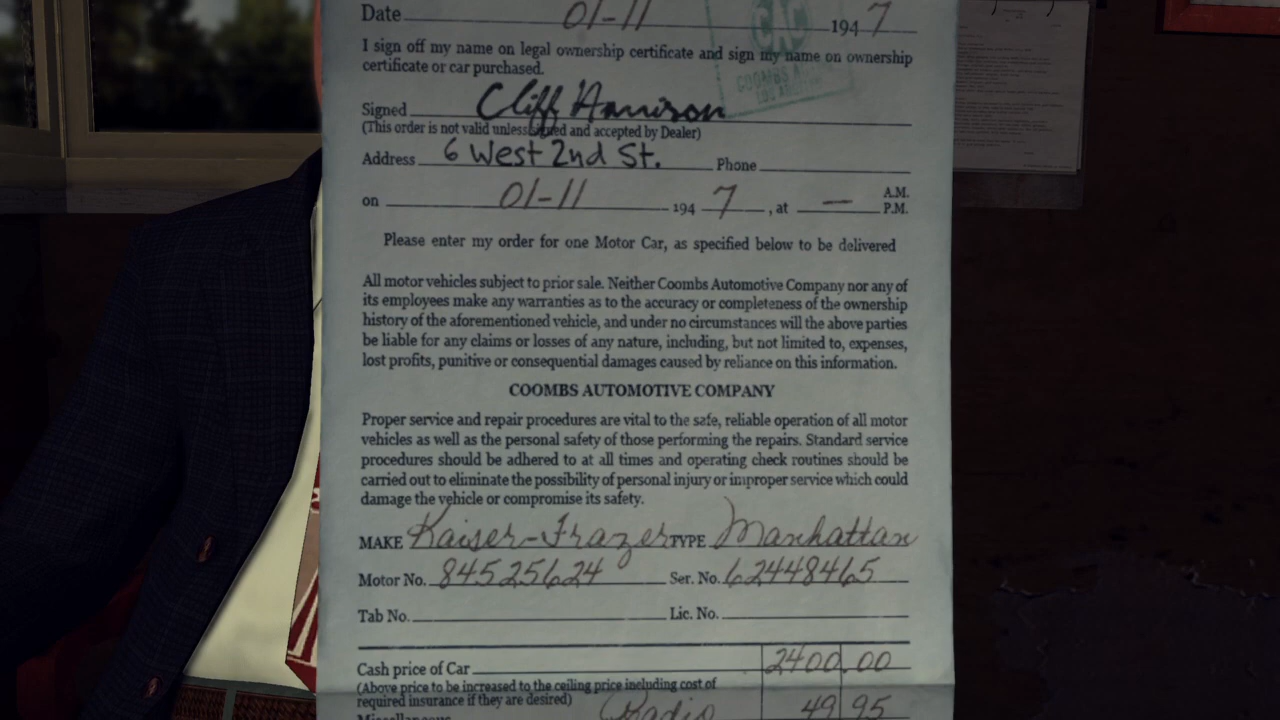 Date 01-11 1947
I sign off my name on legal ownership certificate and sign my name on ownership
certificate or car purchased.
CAC
COOMBS
Signed Cliff Harrison
(This order is not valid unless signed and accepted by Dealer)
Address 6 West 2nd St. Phone
on 01-11 1947, at — A.M.
P.M.
Please enter my order for one Motor Car, as specified below to be delivered
All motor vehicles subject to prior sale. Neither Coombs Automotive Company nor any of
its employees make any warranties as to the accuracy or completeness of the ownership
history of the aforementioned vehicle, and under no circumstances will the above parties
be liable for any claims or losses of any nature, including, but not limited to, expenses,
lost profits, punitive or consequential damages caused by reliance on this information.
COOMBS AUTOMOTIVE COMPANY
Proper service and repair procedures are vital to the safe, reliable operation of all motor
vehicles as well as the personal safety of those performing the repairs. Standard service
procedures should be adhered to at all times and operating check routines should be
carried out to eliminate the possibility of personal injury or improper service which could
damage the vehicle or compromise its safety.
MAKE Kaiser-Frazer TYPE Manhattan
Motor No. 84525624 Ser. No. 62448465
Tab No. Lic. No.
Cash price of Car 2400.00
(Above price to be increased to the ceiling price including cost of
required insurance if they are desired)
Miscellaneous Radio 49 95